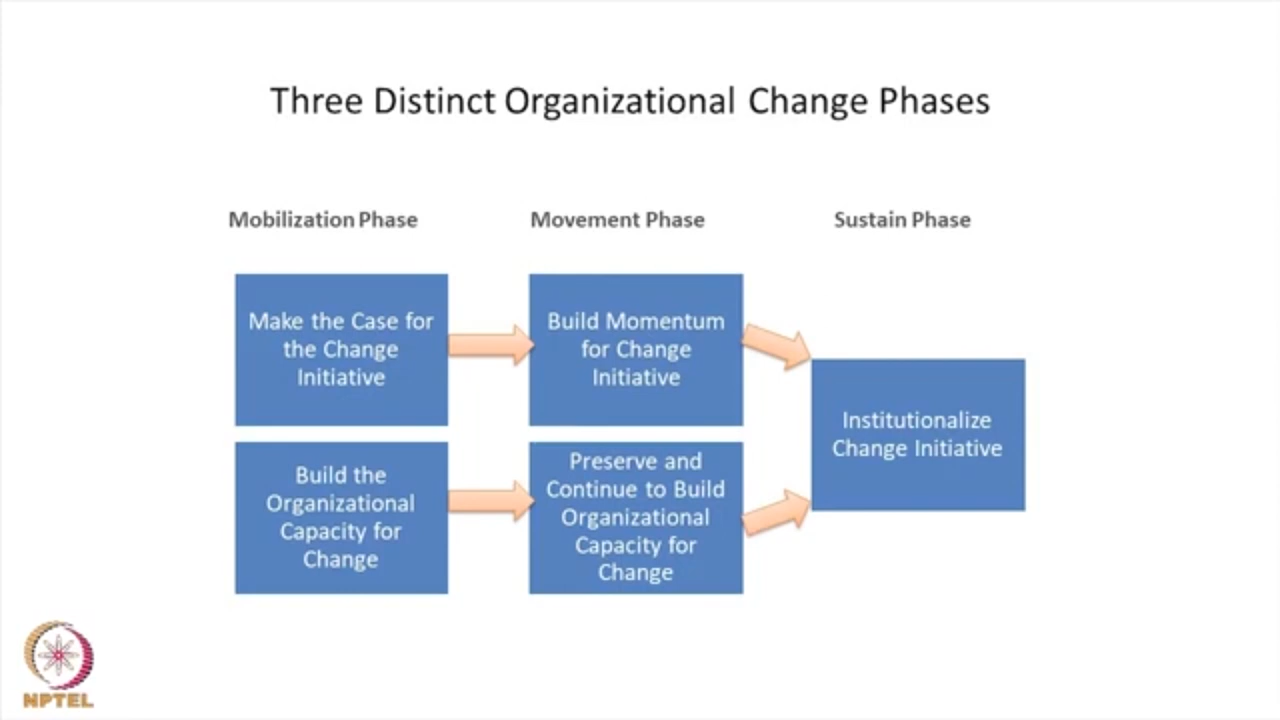 Three Distinct Organizational Change Phases
Mobilization Phase
Movement Phase
Sustain Phase
Make the Case for
the Change
Initiative
Build Momentum
for Change
Initiative
Institutionalize
Change Initiative
Build the
Organizational
Capacity for
Change
Preserve and
Continue to Build
Organizational
Capacity for
Change
NPTEL